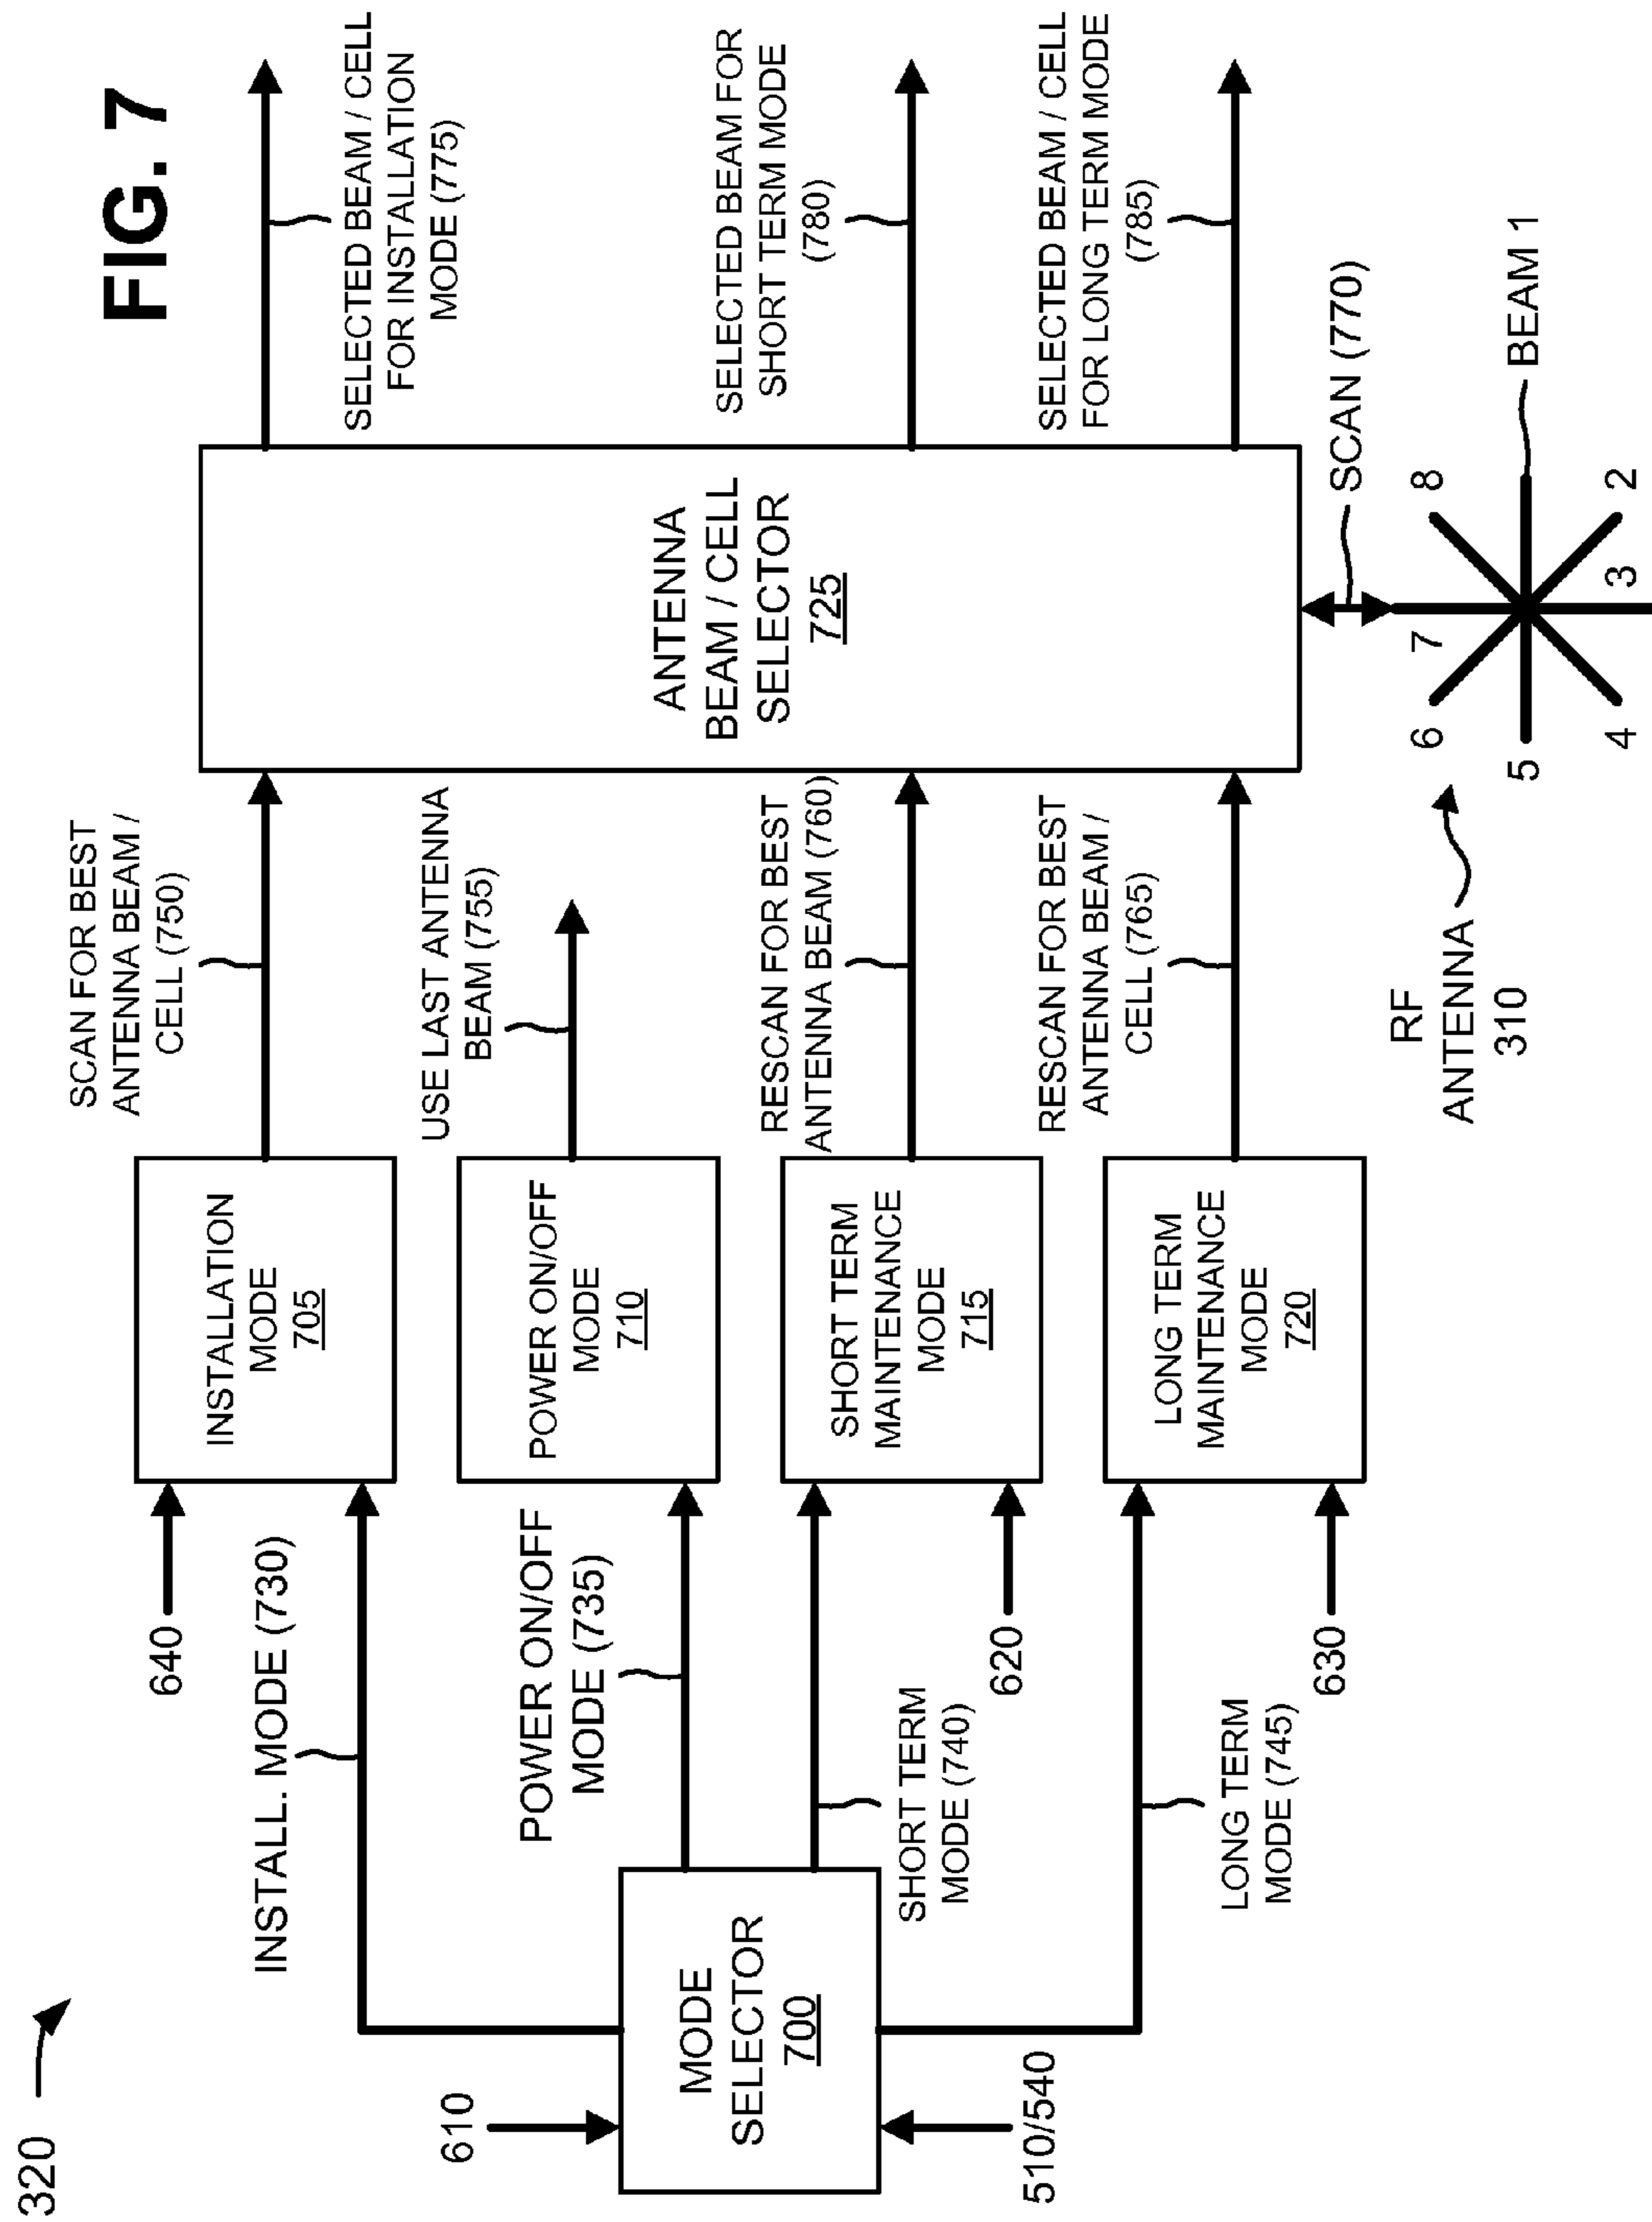 FIG. 7
320
610
MODE
SELECTOR
700
510/540
INSTALL. MODE (730)
POWER ON/OFF
MODE (735)
SHORT TERM
MODE (740)
LONG TERM
MODE (745)
640
620
630
INSTALLATION
MODE
705
POWER ON/OFF
MODE
710
SHORT TERM
MAINTENANCE
MODE
715
LONG TERM
MAINTENANCE
MODE
720
SCAN FOR BEST
ANTENNA BEAM /
CELL (750)
USE LAST ANTENNA
BEAM (755)
RESCAN FOR BEST
ANTENNA BEAM (760)
RESCAN FOR BEST
ANTENNA BEAM /
CELL (765)
ANTENNA
BEAM / CELL
SELECTOR
725
SELECTED BEAM / CELL
FOR INSTALLATION
MODE (775)
SELECTED BEAM FOR
SHORT TERM MODE
(780)
SELECTED BEAM / CELL
FOR LONG TERM MODE
(785)
SCAN (770)
RF
ANTENNA
310
6
7
8
5
BEAM 1
4
3
2